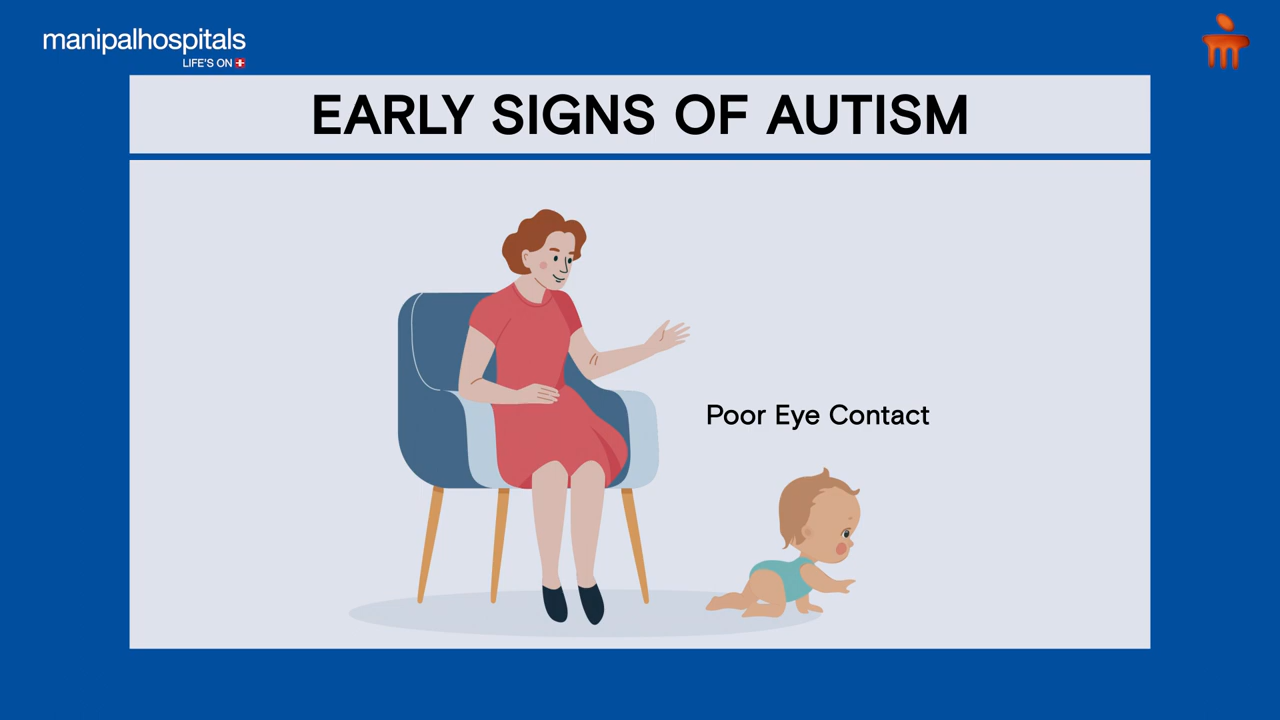 manipalhospitals
LIFE'S ON
EARLY SIGNS OF AUTISM
Poor Eye Contact